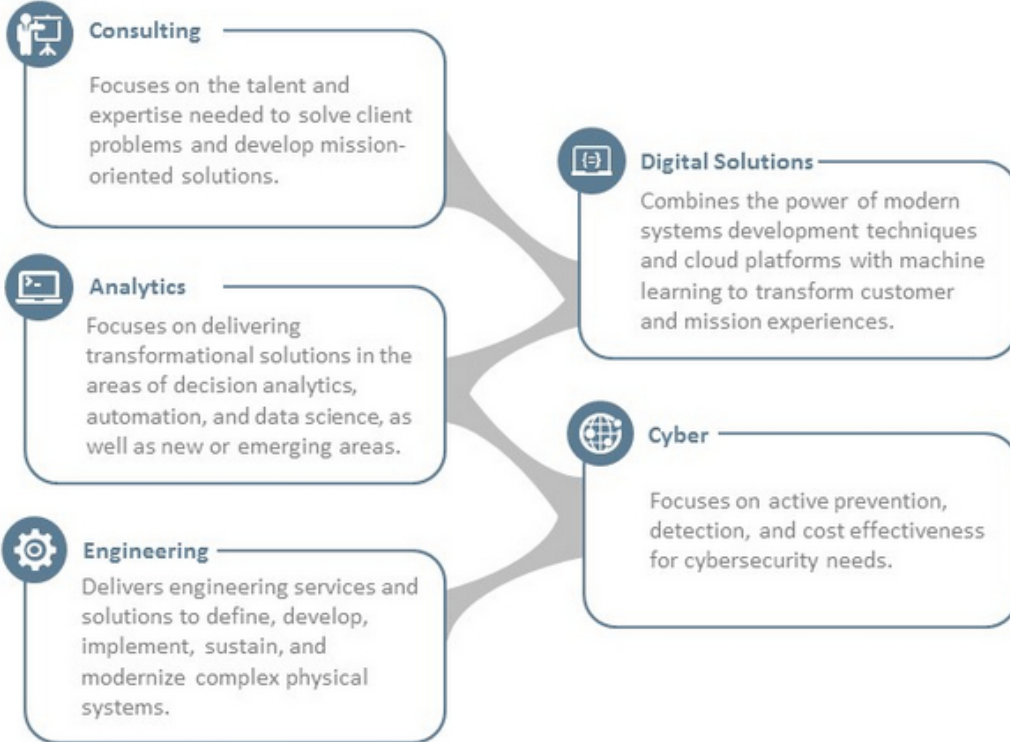 Consulting
Focuses on the talent and
expertise needed to solve client
problems and develop mission-
oriented solutions.
Digital Solutions
Combines the power of modern
systems development techniques
and cloud platforms with machine
learning to transform customer
and mission experiences.
Analytics
Focuses on delivering
transformational solutions in the
areas of decision analytics,
automation, and data science, as
well as new or emerging areas.
Cyber
Focuses on active prevention,
detection, and cost effectiveness
for cybersecurity needs.
Engineering
Delivers engineering services and
solutions to define, develop,
implement, sustain, and
modernize complex physical
systems.